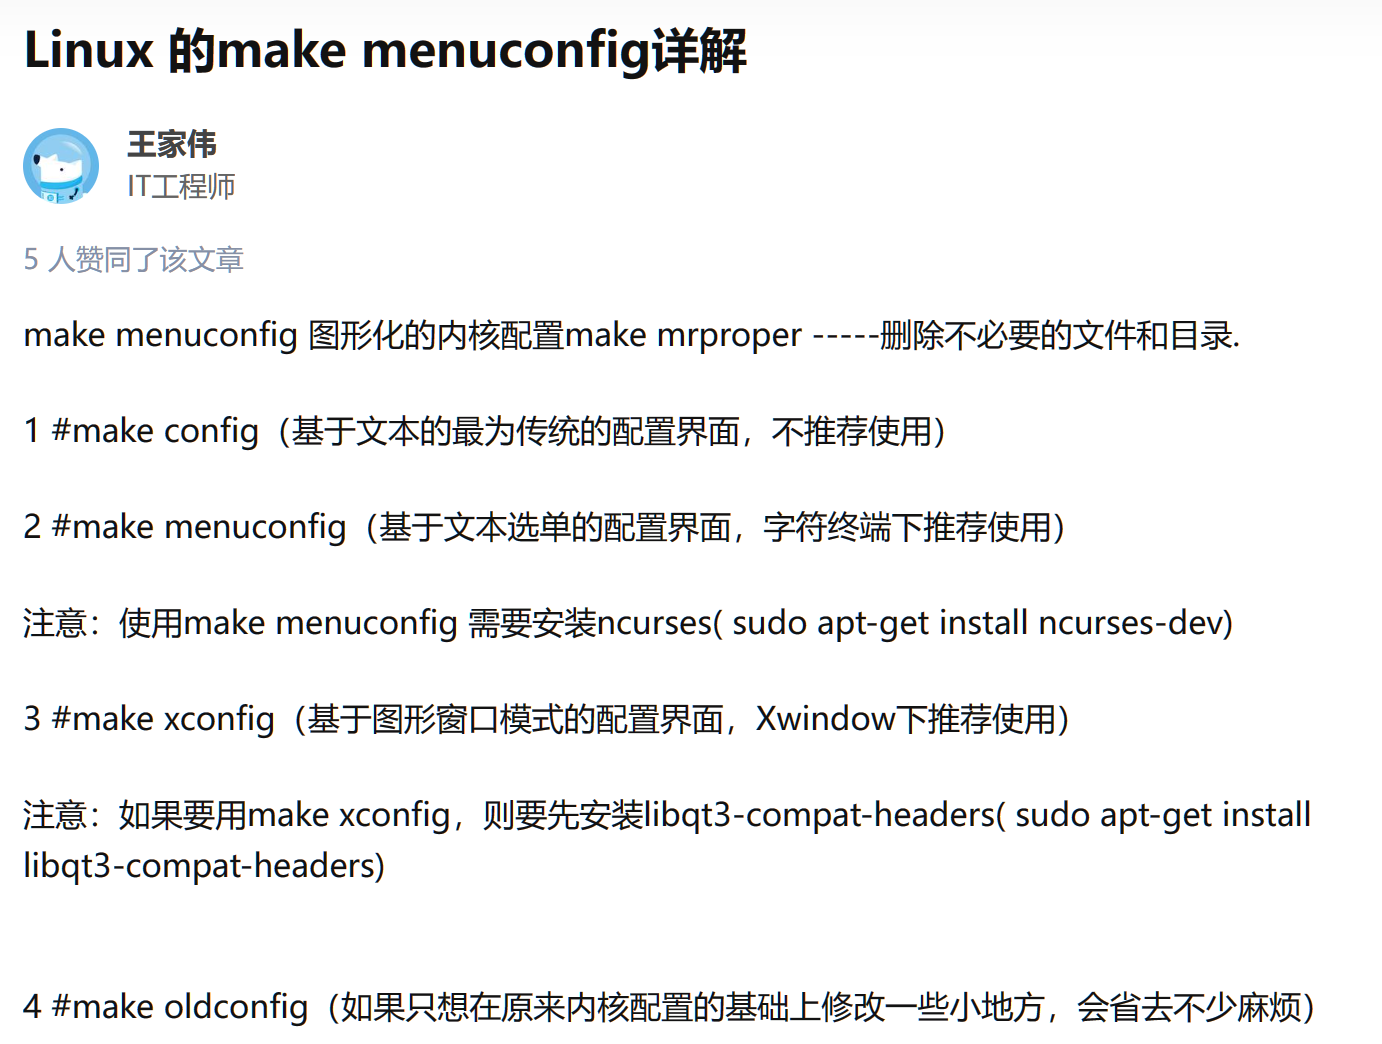 Linux 的make menuconfig详解
王家伟
IT工程师
5 人赞同了该文章
make menuconfig 图形化的内核配置make mrproper -----删除不必要的文件和目录.
1 #make config（基于文本的最为传统的配置界面，不推荐使用）
2 #make menuconfig（基于文本选单的配置界面，字符终端下推荐使用）
注意：使用make menuconfig 需要安装ncurses( sudo apt-get install ncurses-dev)
3 #make xconfig（基于图形窗口模式的配置界面，Xwindow下推荐使用）
注意：如果要用make xconfig，则要先安装libqt3-compat-headers( sudo apt-get install
libqt3-compat-headers)
4 #make oldconfig（如果只想在原来内核配置的基础上修改一些小地方，会省去不少麻烦）